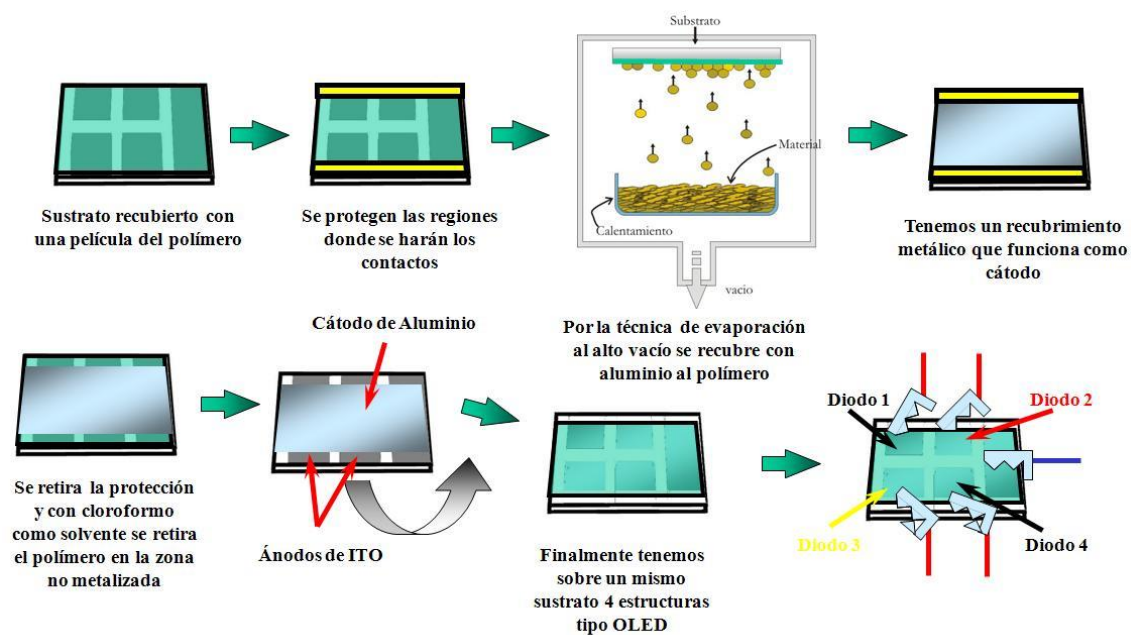 Substrato
Material
Calentamiento
vacío
Sustrato recubierto con
una película del polímero
Se protegen las regiones
donde se harán los
contactos
Por la técnica de evaporación
al alto vacío se recubre con
aluminio al polímero
Tenemos un recubrimiento
metálico que funciona como
cátodo
Se retira la protección
y con cloroformo
como solvente se retira
el polímero en la zona
no metalizada
Cátodo de Aluminio
Ánodos de ITO
Finalmente tenemos
sobre un mismo
sustrato 4 estructuras
tipo OLED
Diodo 1
Diodo 2
Diodo 3
Diodo 4